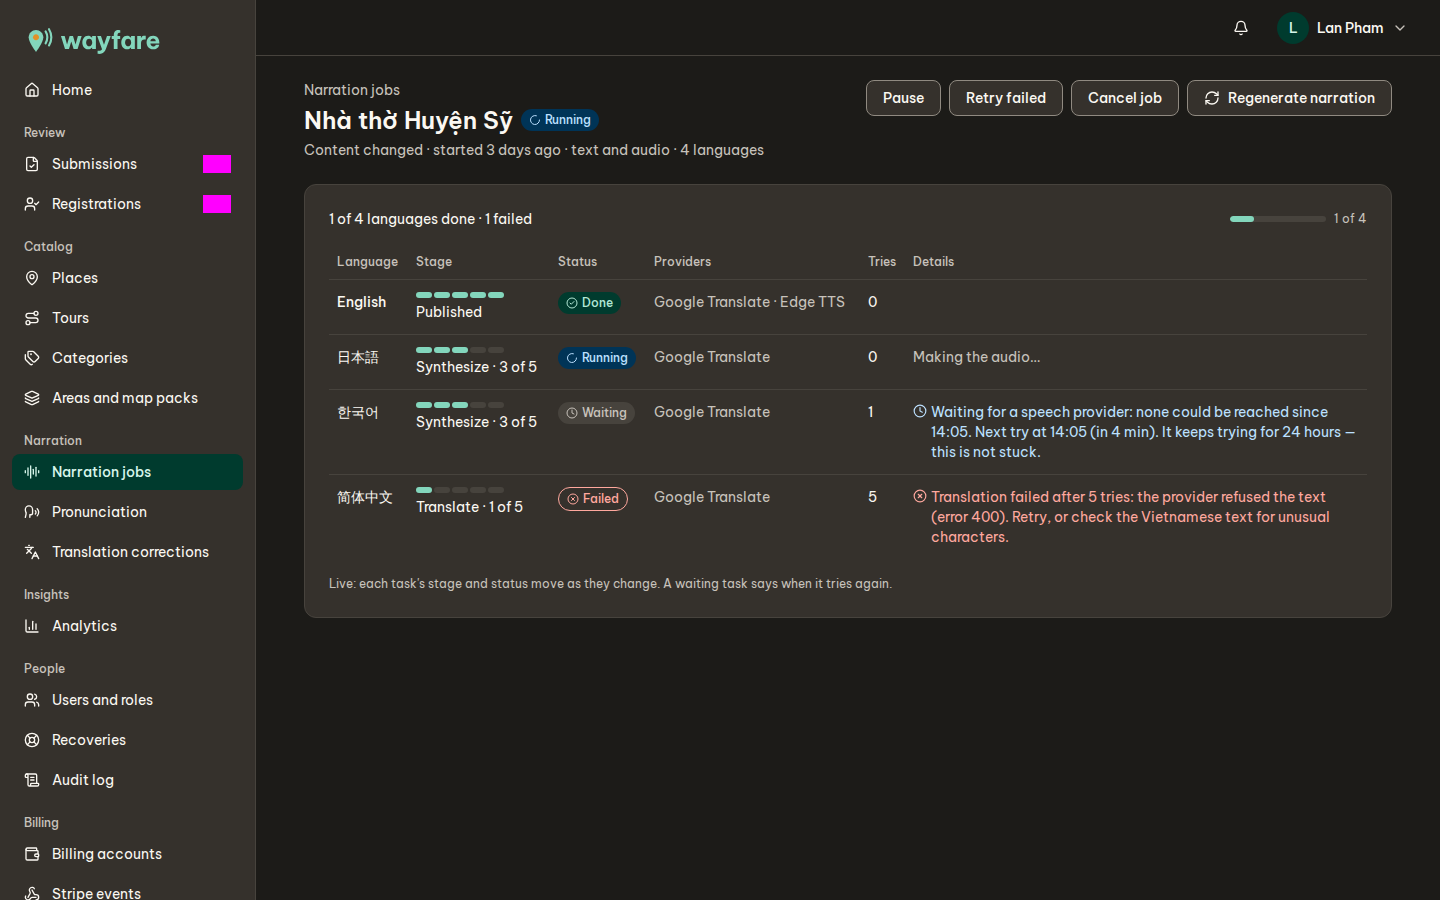 wayfare
Home
Review
Submissions
Registrations
Catalog
Places
Tours
Categories
Areas and map packs
Narration
Narration jobs
Pronunciation
Translation corrections
Insights
Analytics
People
Users and roles
Recoveries
Audit log
Billing
Billing accounts
Stripe events
L Lan Pham
Narration jobs
Nhà thờ Huyện Sỹ Running
Content changed · started 3 days ago · text and audio · 4 languages
Pause Retry failed Cancel job Regenerate narration
1 of 4 languages done · 1 failed 1 of 4
Language Stage Status Providers Tries Details
English Published Done Google Translate · Edge TTS 0
日本語 Synthesize · 3 of 5 Running Google Translate 0 Making the audio…
한국어 Synthesize · 3 of 5 Waiting Google Translate 1 Waiting for a speech provider: none could be reached since
14:05. Next try at 14:05 (in 4 min). It keeps trying for 24 hours —
this is not stuck.
简体中文 Translate · 1 of 5 Failed Google Translate 5 Translation failed after 5 tries: the provider refused the text
(error 400). Retry, or check the Vietnamese text for unusual
characters.
Live: each task's stage and status move as they change. A waiting task says when it tries again.